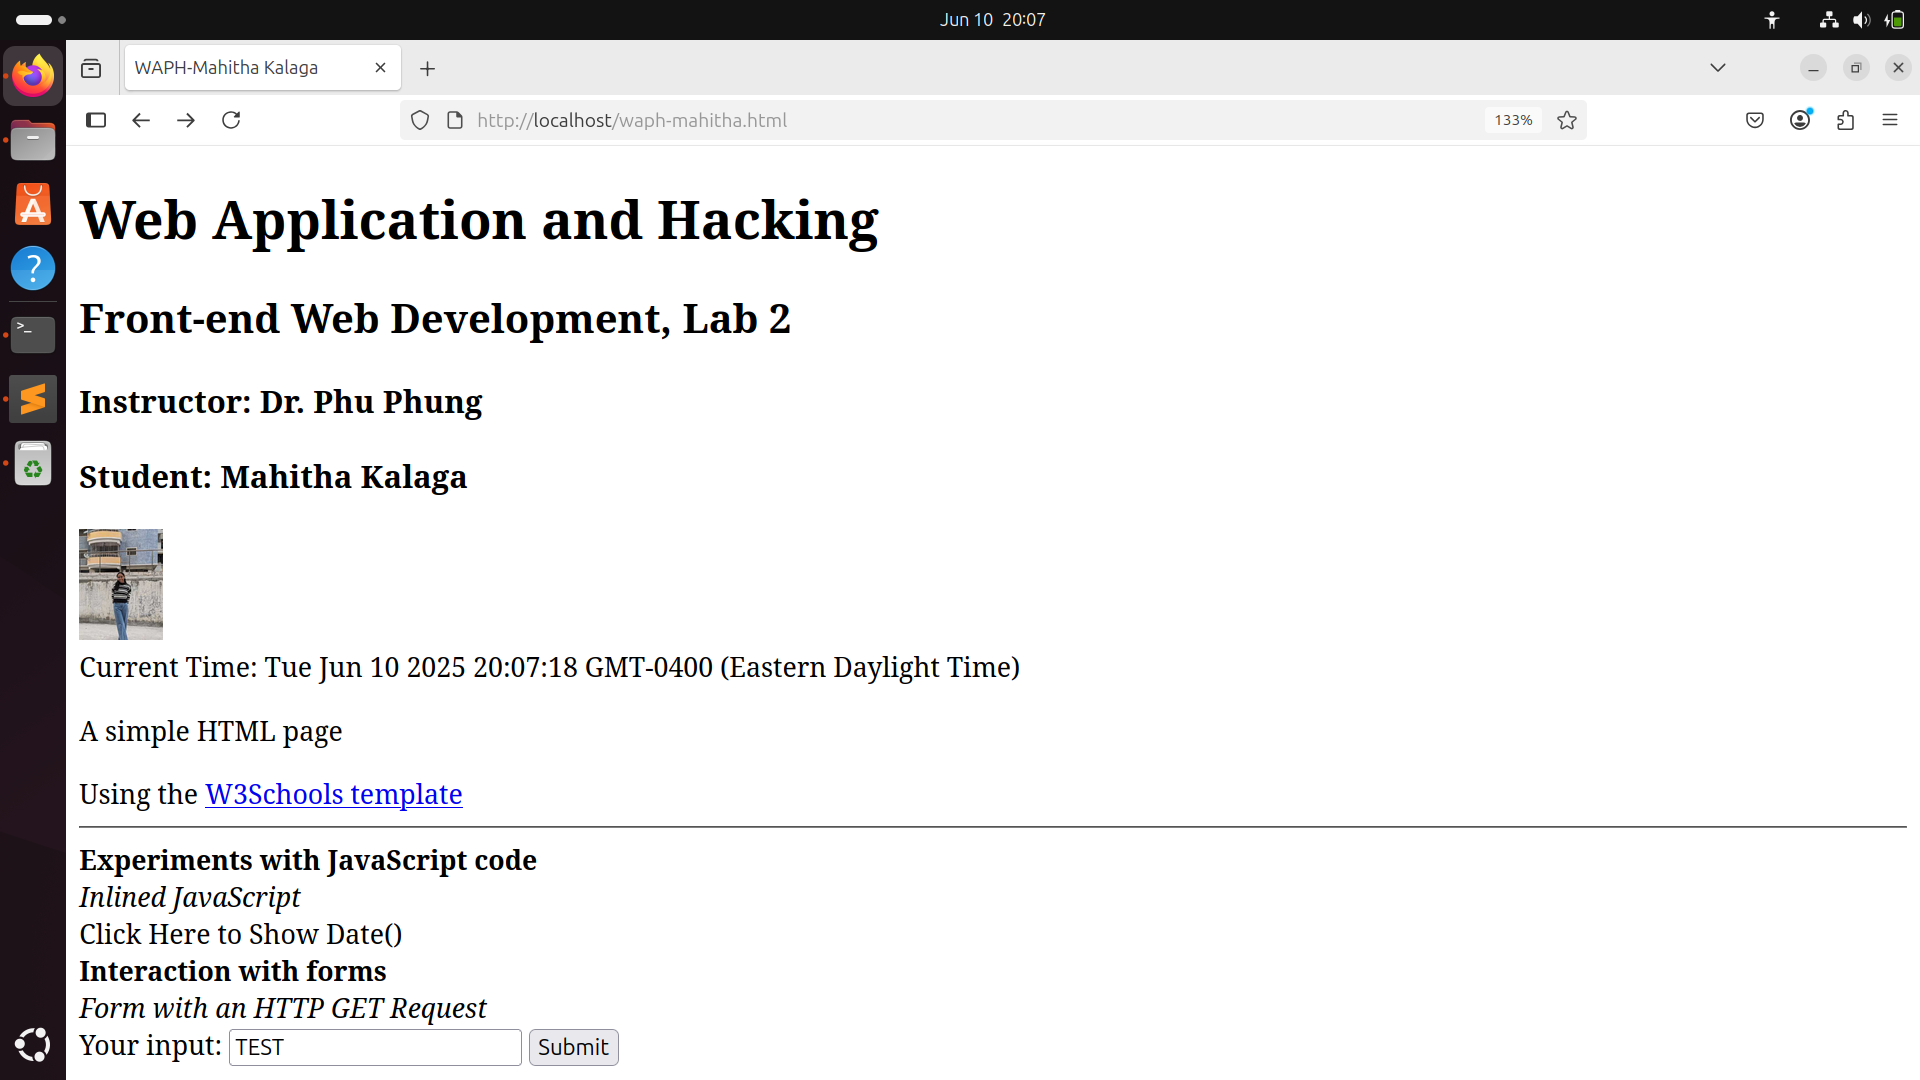 Jun 10 20:07
WAPH-Mahitha Kalaga
http://localhost/waph-mahitha.html
133%
Web Application and Hacking
Front-end Web Development, Lab 2
Instructor: Dr. Phu Phung
Student: Mahitha Kalaga
Current Time: Tue Jun 10 2025 20:07:18 GMT-0400 (Eastern Daylight Time)
A simple HTML page
Using the W3Schools template
Experiments with JavaScript code
Inlined JavaScript
Click Here to Show Date()
Interaction with forms
Form with an HTTP GET Request
Your input: TEST Submit